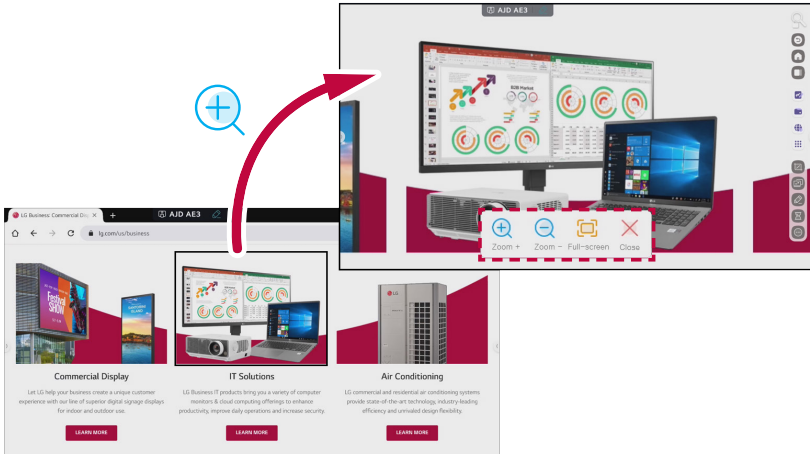 AJD AE3
B2B Market
Zoom +
Zoom -
Full-screen
Close
LG Business: Commercial Dis
AJD AE3
lg.com/us/business
Festival
SHOW
LG
Commercial Display
Let LG help your business create a unique customer
experience with our line of superior digital signage displays
for indoor and outdoor use.
LEARN MORE
IT Solutions
LG Business IT products bring you a variety of computer
monitors & cloud computing offerings to enhance
productivity, improve daily operations and increase security.
LEARN MORE
Air Conditioning
LG commercial and residential air conditioning systems
provide state-of-the-art technology, industry-leading
efficiency and unrivaled design flexibility.
LEARN MORE